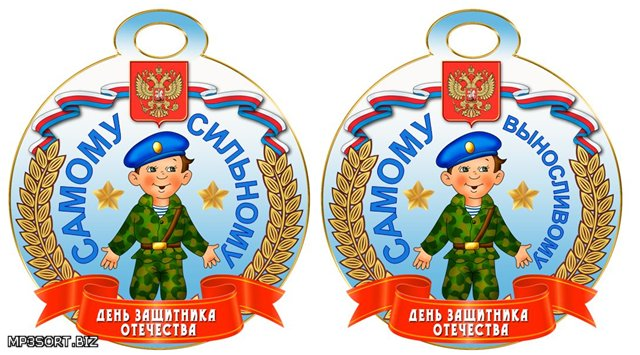 САМОМУ СИЛЬНОМУ
ДЕНЬ ЗАЩИТНИКА
ОТЕЧЕСТВА
САМОМУ ВЫНОСЛИВОМУ
ДЕНЬ ЗАЩИТНИКА
ОТЕЧЕСТВА
MP3SORT.BIZ